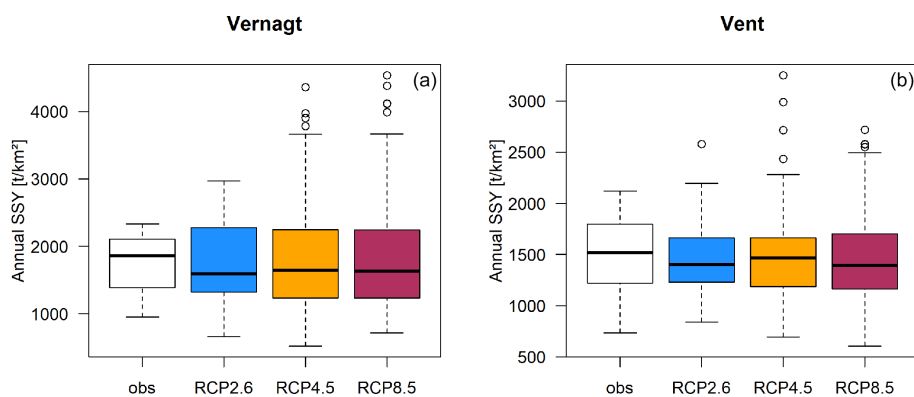 Vernagt
(a)
Annual SSY [t/km²]
4000
3000
2000
1000
obs RCP2.6 RCP4.5 RCP8.5
Vent
(b)
Annual SSY [t/km²]
3000
2500
2000
1500
1000
500
obs RCP2.6 RCP4.5 RCP8.5